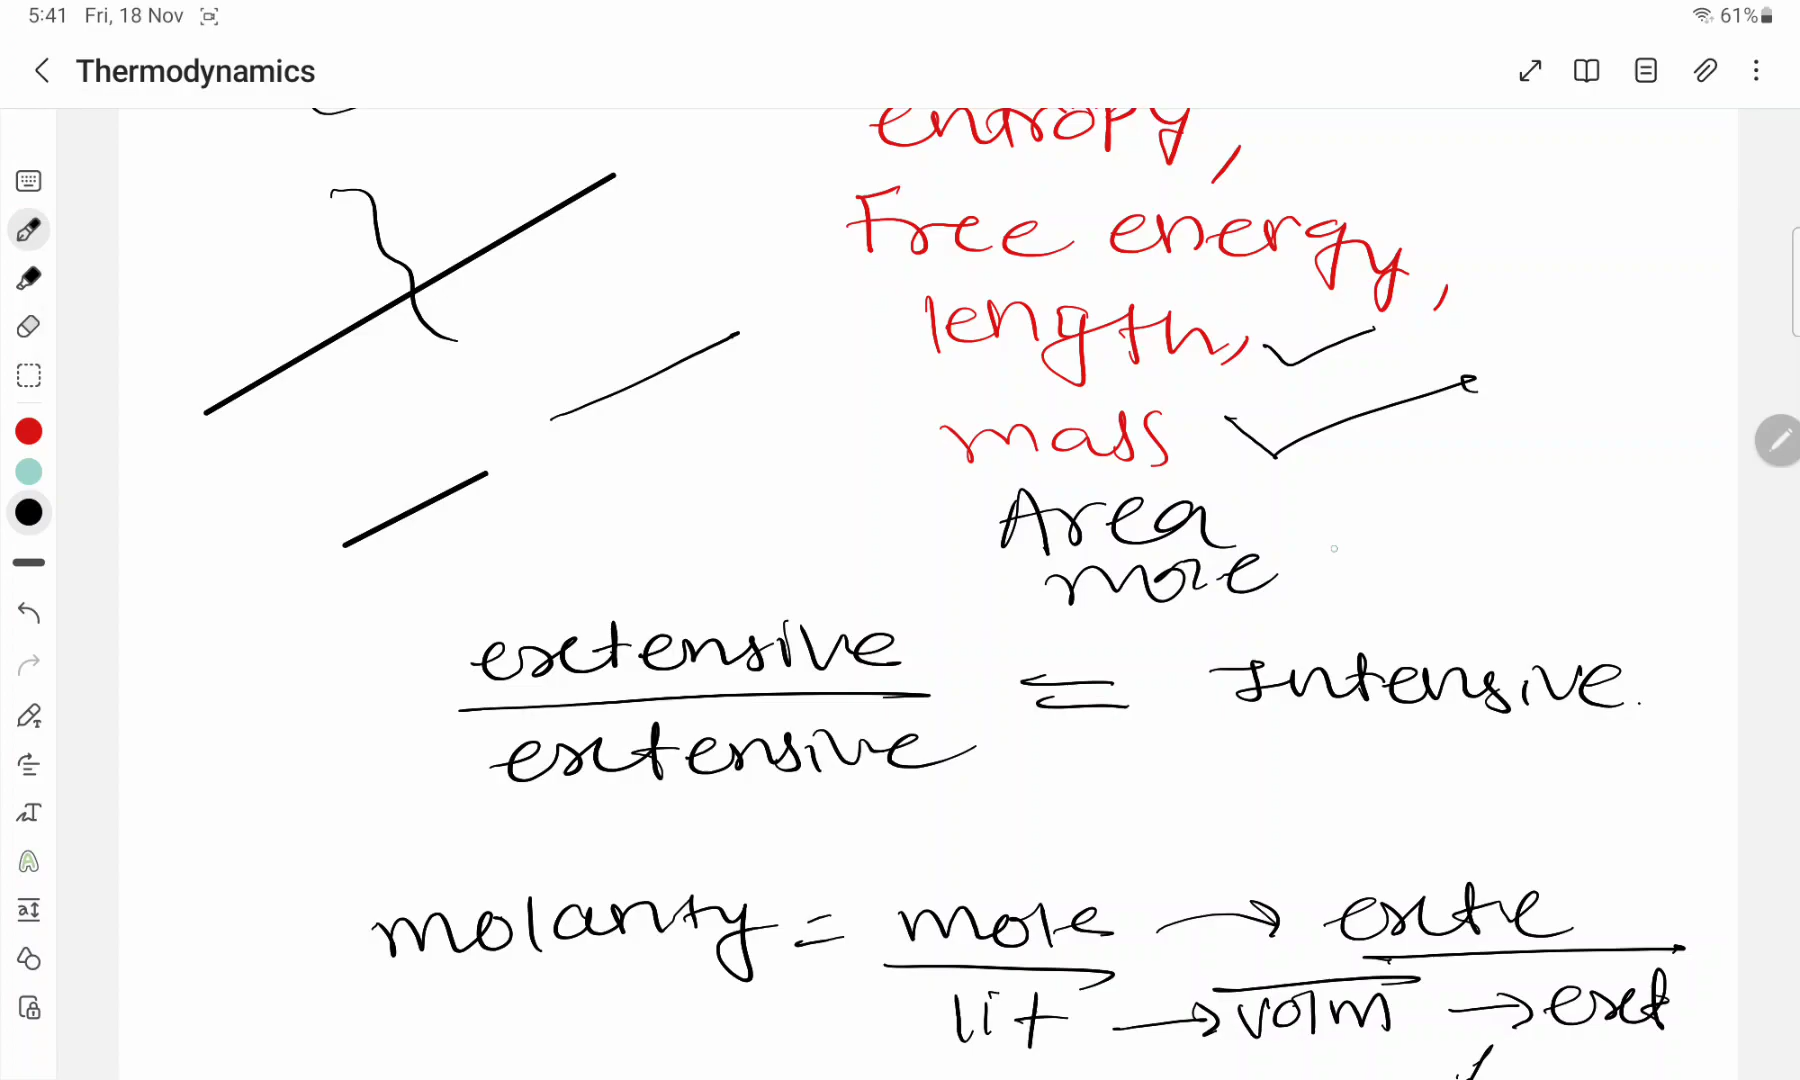 5:41 Fri, 18 Nov 61%
Thermodynamics
entropy,
Free energy,
length,
mass
Area
mole
extensive = Intensive.
extensive
molarity = mole → exte
lit → volm → ext